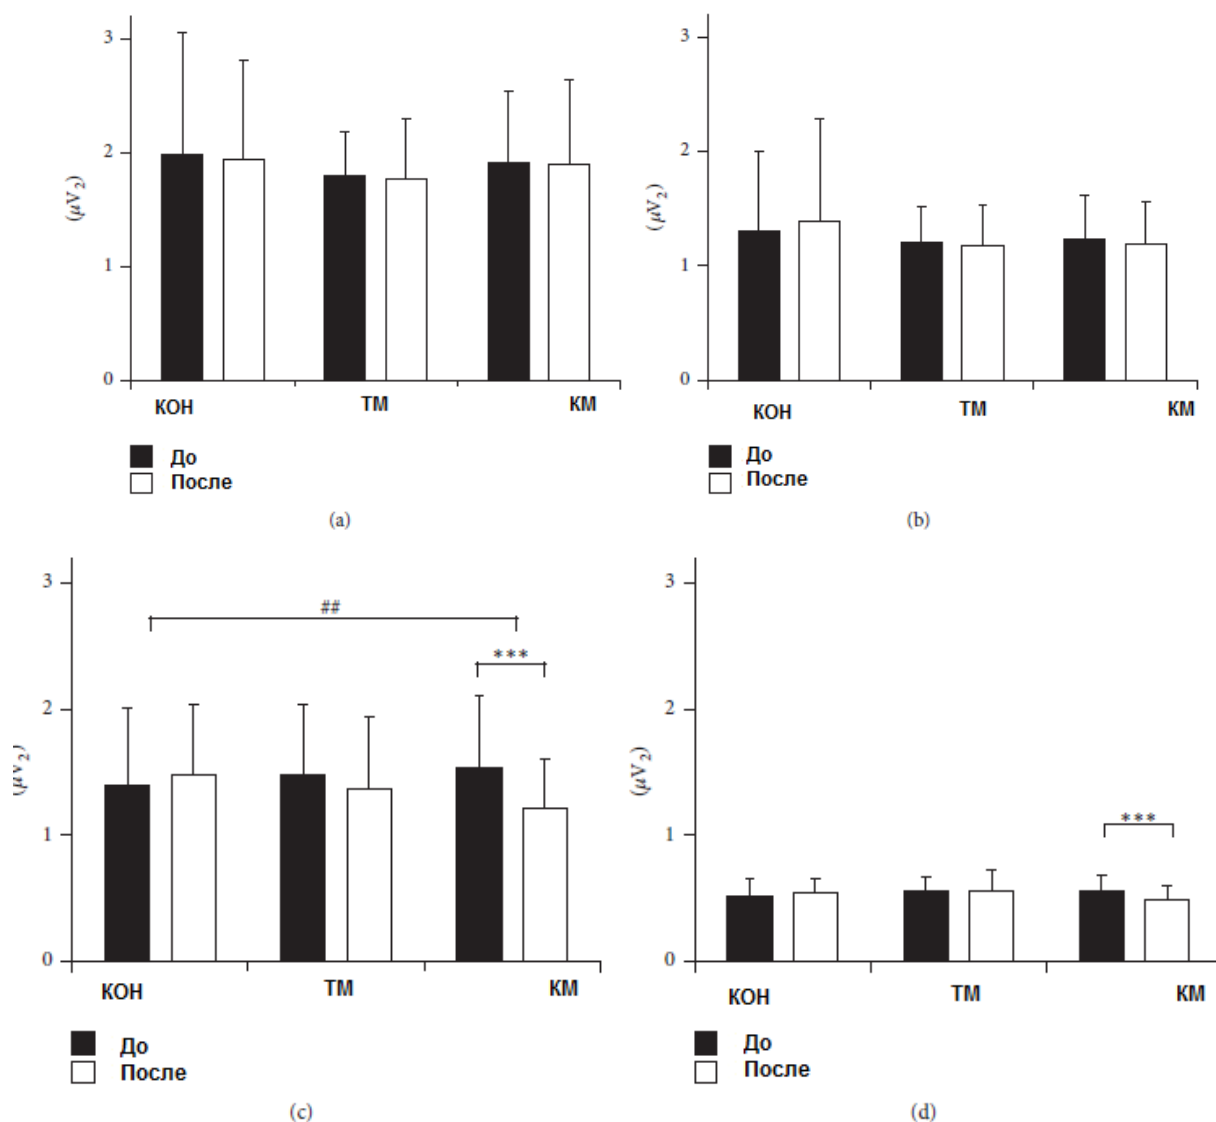 3
2
1
0
(μV₂)
КОН ТМ КМ
До
После
(a)
3
2
1
0
(μV₂)
КОН ТМ КМ
До
После
(b)
3
2
1
0
(μV₂)
##
***
КОН ТМ КМ
До
После
(c)
3
2
1
0
(μV₂)
***
КОН ТМ КМ
До
После
(d)